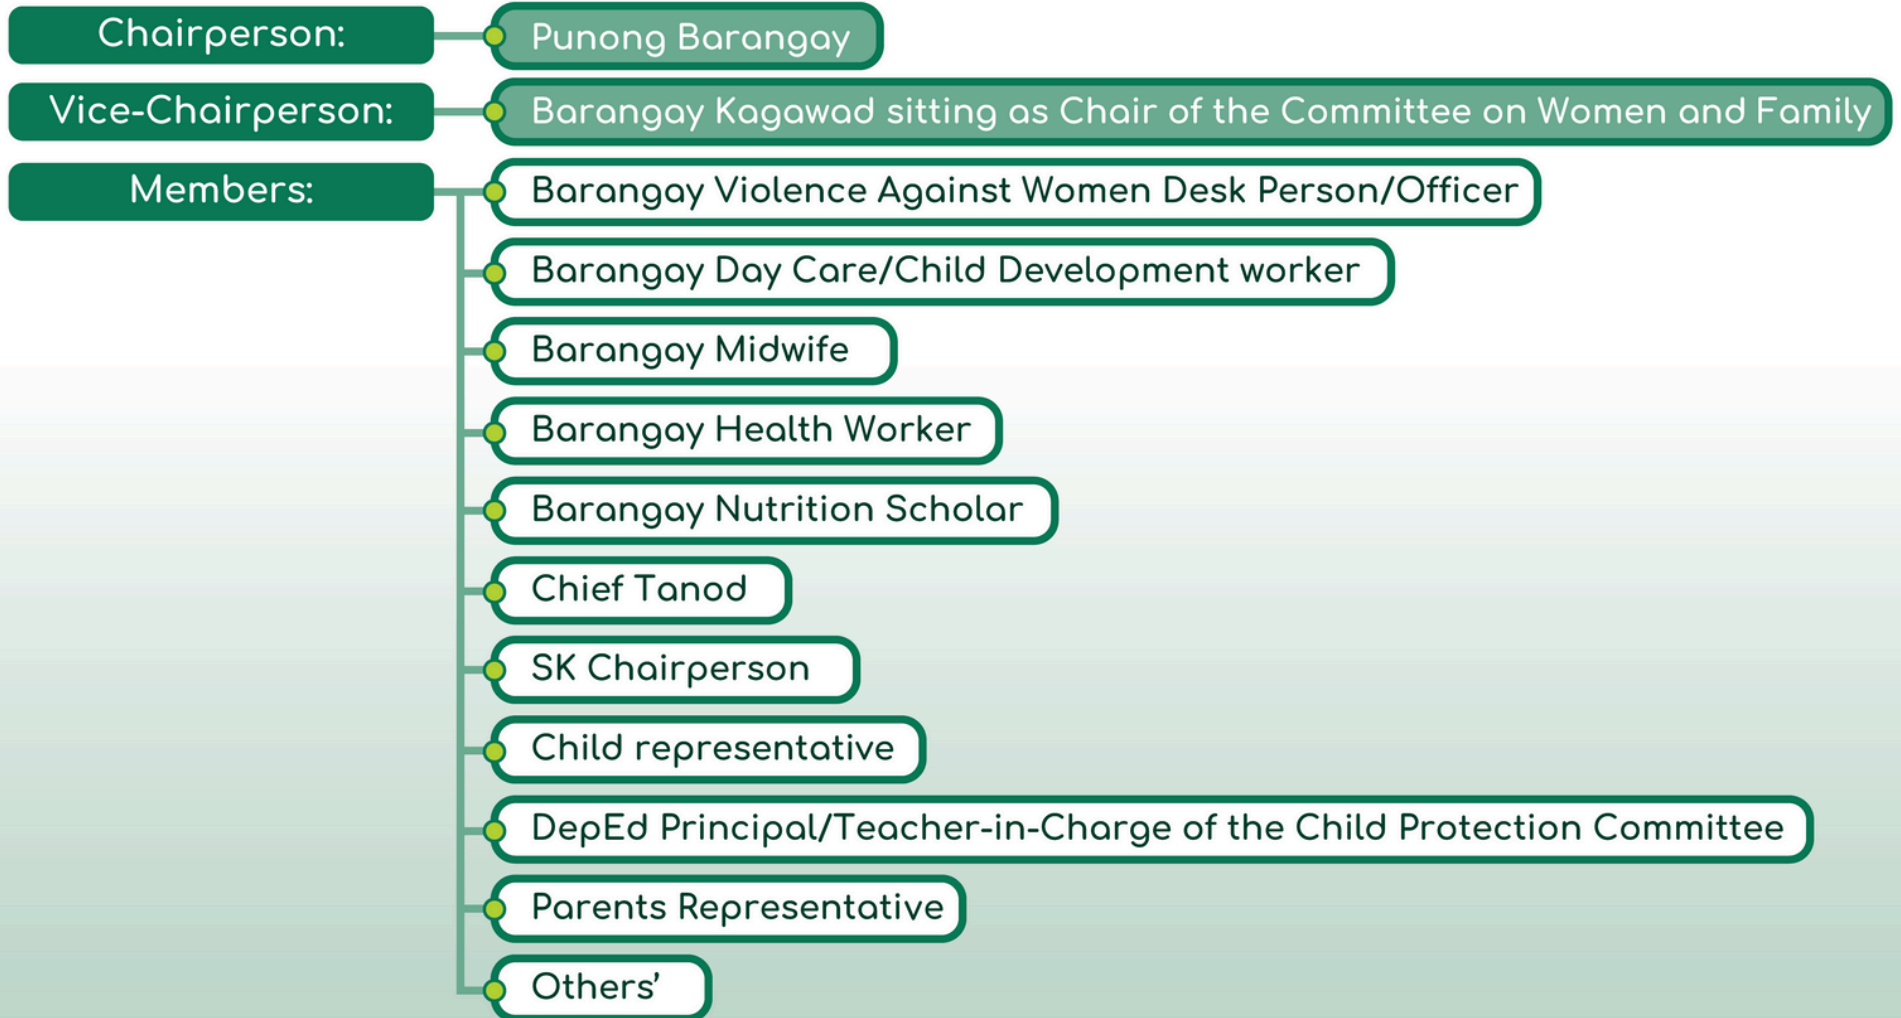 Chairperson: Punong Barangay
Vice-Chairperson: Barangay Kagawad sitting as Chair of the Committee on Women and Family
Members: Barangay Violence Against Women Desk Person/Officer
Barangay Day Care/Child Development worker
Barangay Midwife
Barangay Health Worker
Barangay Nutrition Scholar
Chief Tanod
SK Chairperson
Child representative
DepEd Principal/Teacher-in-Charge of the Child Protection Committee
Parents Representative
Others’